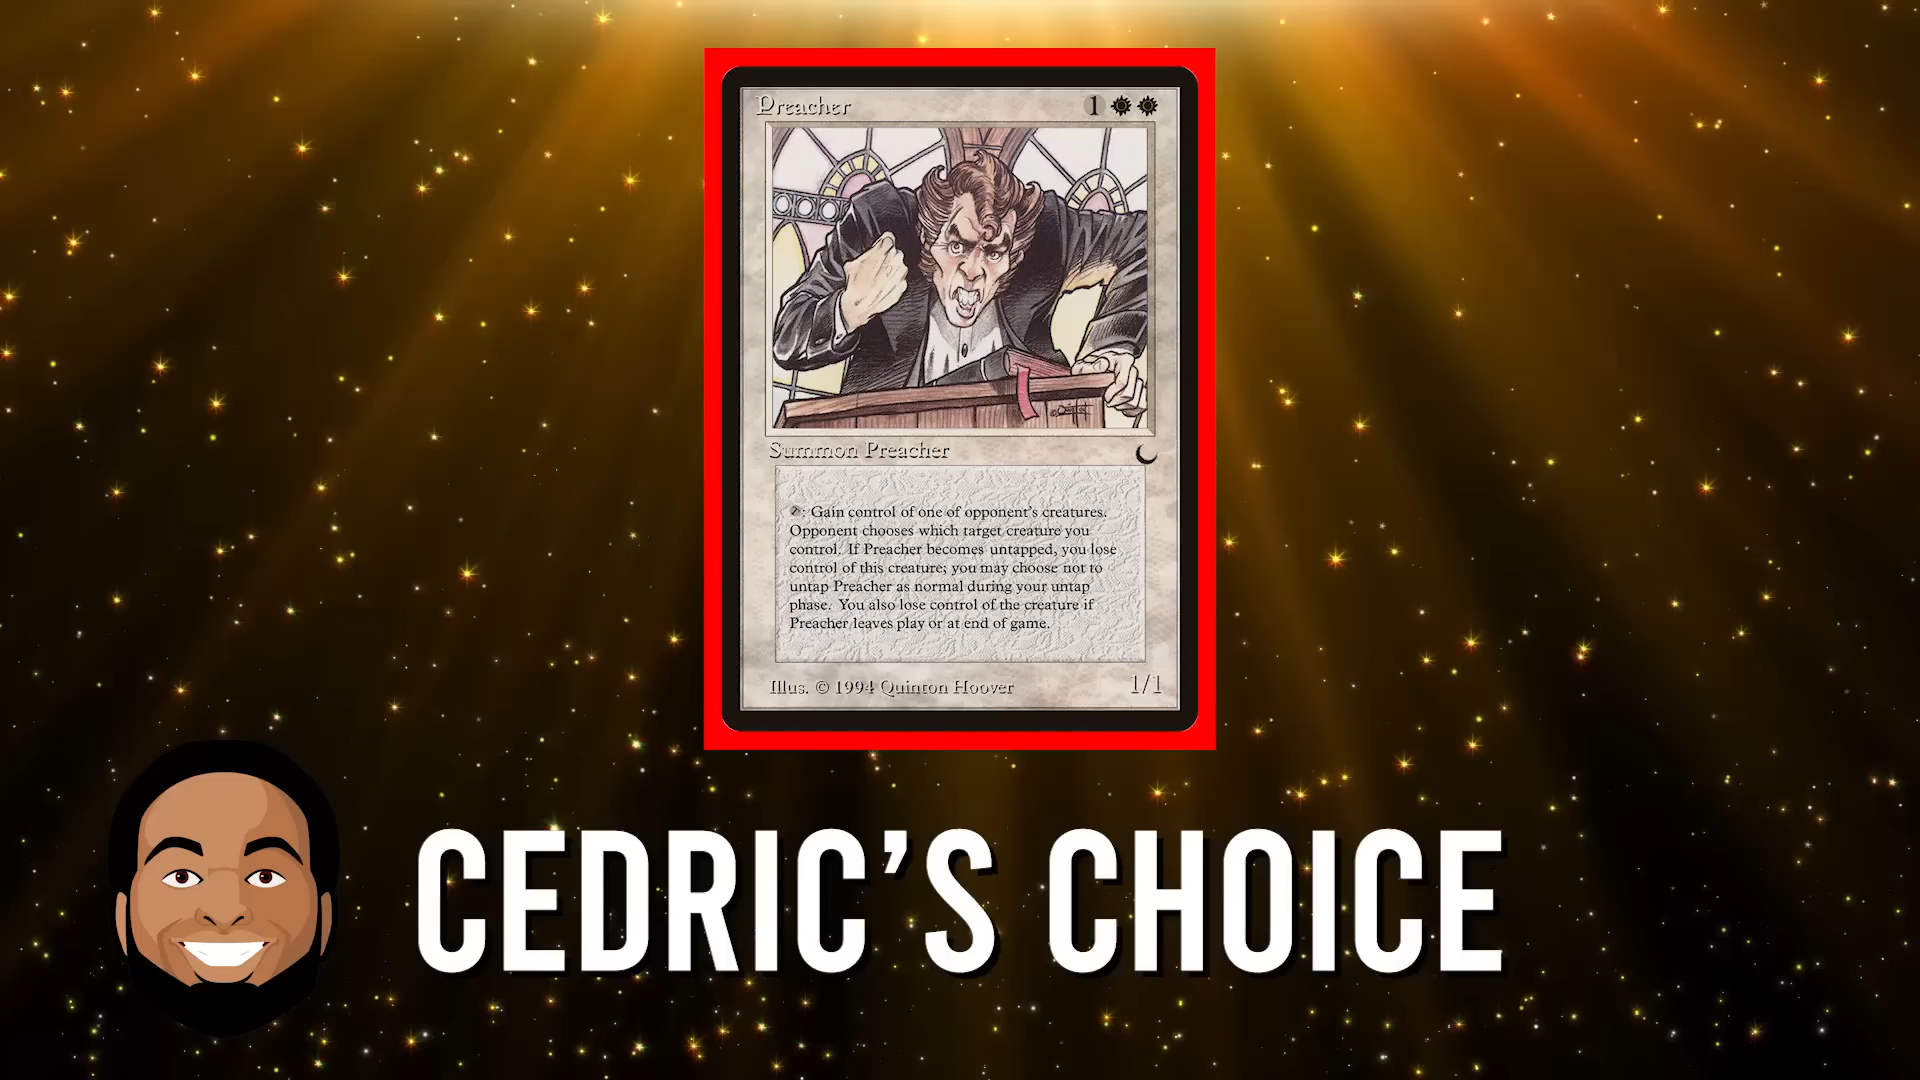 Preacher 1
Summon Preacher
: Gain control of one of opponent's creatures.
Opponent chooses which target creature you
control. If Preacher becomes untapped, you lose
control of this creature; you may choose not to
untap Preacher as normal during your untap
phase. You also lose control of the creature if
Preacher leaves play or at end of game.
Illus. © 1994 Quinton Hoover 1/1
CEDRIC'S CHOICE